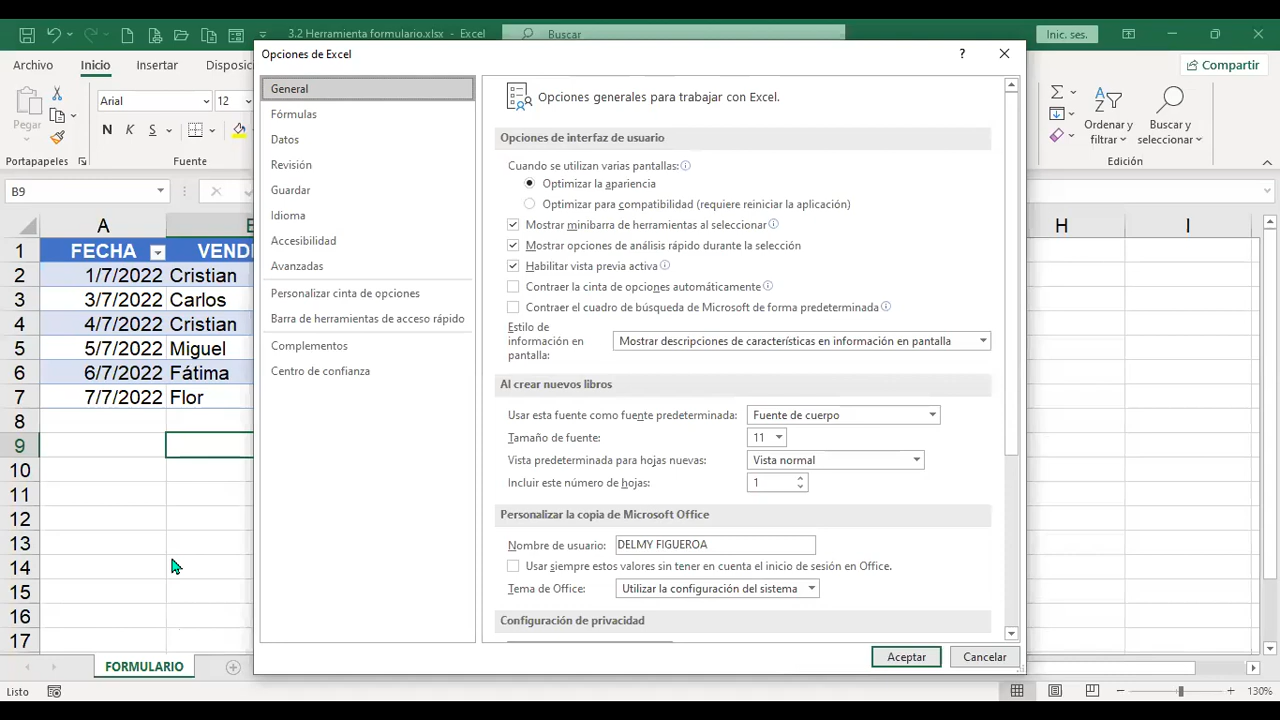 3.2 Herramienta formulario.xlsx - Excel
Buscar
Inic. ses.
Archivo
Inicio
Insertar
Disposic
Compartir
Opciones de Excel
Pegar
Portapapeles
Arial
12
N K S
Fuente
Ordenar y filtrar
Buscar y seleccionar
Edición
B9
General
Fórmulas
Datos
Revisión
Guardar
Idioma
Accesibilidad
Avanzadas
Personalizar cinta de opciones
Barra de herramientas de acceso rápido
Complementos
Centro de confianza
Opciones generales para trabajar con Excel.
Opciones de interfaz de usuario
Cuando se utilizan varias pantallas:
Optimizar la apariencia
Optimizar para compatibilidad (requiere reiniciar la aplicación)
Mostrar minibarra de herramientas al seleccionar
Mostrar opciones de análisis rápido durante la selección
Habilitar vista previa activa
Contraer la cinta de opciones automáticamente
Contraer el cuadro de búsqueda de Microsoft de forma predeterminada
Estilo de información en pantalla: Mostrar descripciones de características en información en pantalla
Al crear nuevos libros
Usar esta fuente como fuente predeterminada: Fuente de cuerpo
Tamaño de fuente: 11
Vista predeterminada para hojas nuevas: Vista normal
Incluir este número de hojas: 1
Personalizar la copia de Microsoft Office
Nombre de usuario: DELMY FIGUEROA
Usar siempre estos valores sin tener en cuenta el inicio de sesión en Office.
Tema de Office: Utilizar la configuración del sistema
Configuración de privacidad
Aceptar
Cancelar
A H I
1 FECHA VENDE
2 1/7/2022 Cristian
3 3/7/2022 Carlos
4 4/7/2022 Cristian
5 5/7/2022 Miguel
6 6/7/2022 Fátima
7 7/7/2022 Flor
8
9
10
11
12
13
14
15
16
17
FORMULARIO
Listo
130%